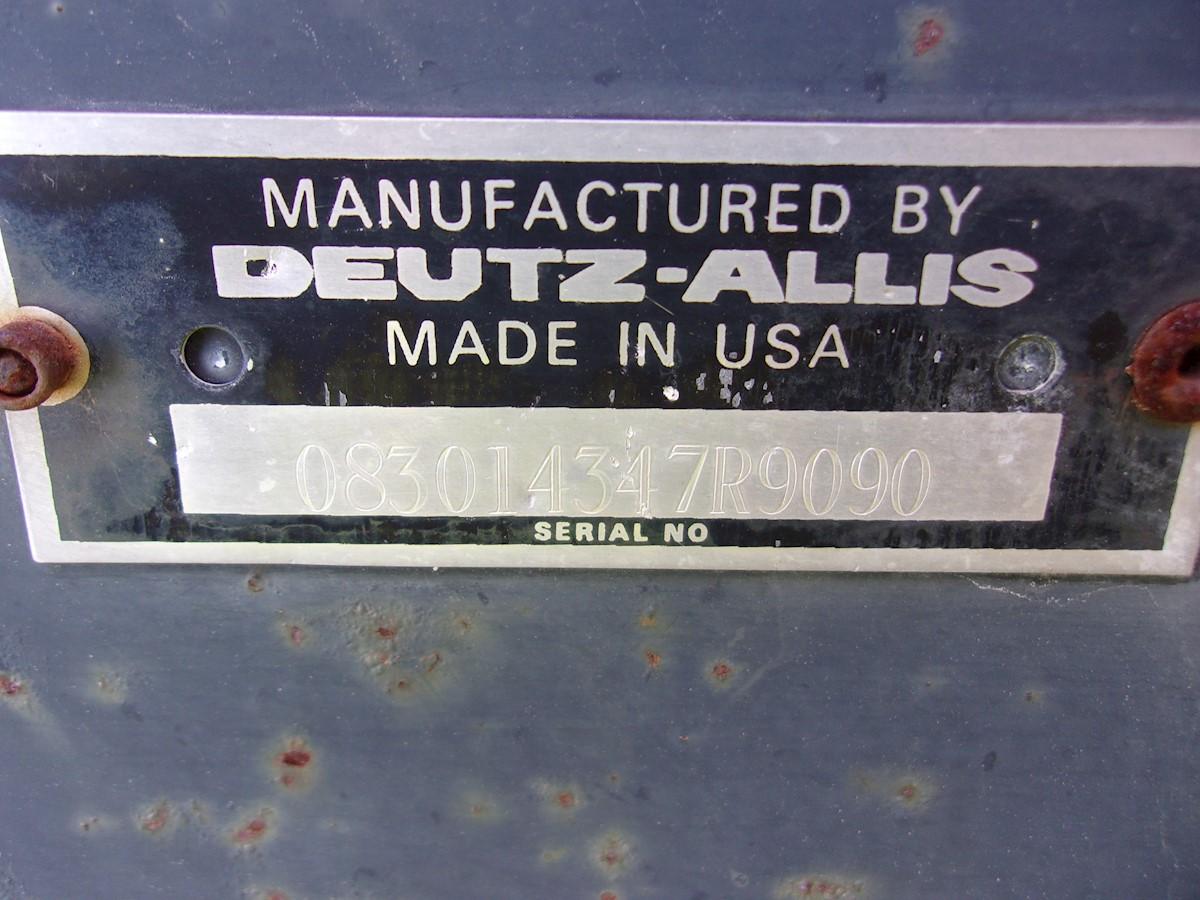 MANUFACTURED BY
DEUTZ-ALLIS
MADE IN USA
083014347R9090
SERIAL NO